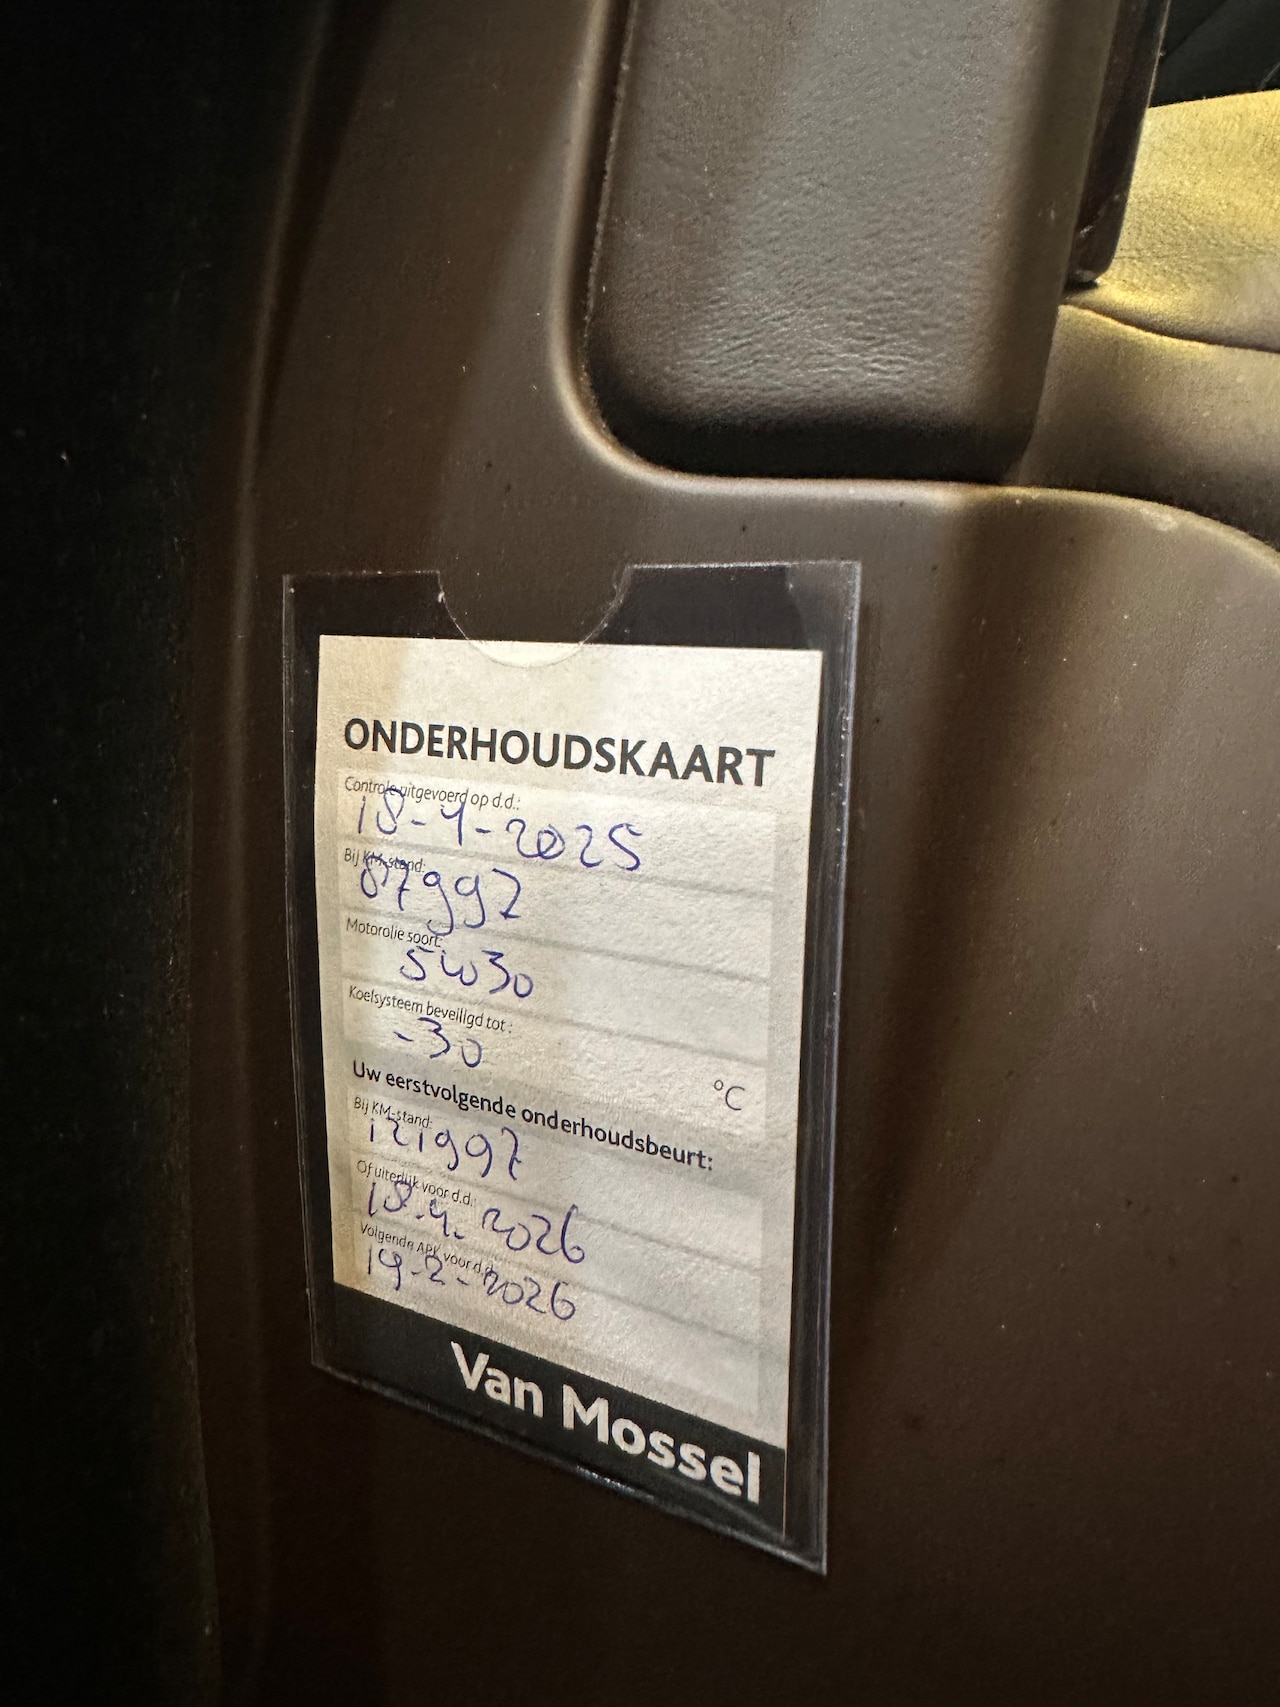 ONDERHOUDSKAART
Controle uitgevoerd op d.d.:
18-4-2025
Bij KM-stand:
87997
Motorolie soort:
5w30
Koelsysteem beveiligd tot :
-30
°C
Uw eerstvolgende onderhoudsbeurt:
Bij KM-stand:
121997
Of uiterlijk voor d.d.:
18-4-2026
Volgende APK voor d.d.:
19-2-2026
Van Mossel